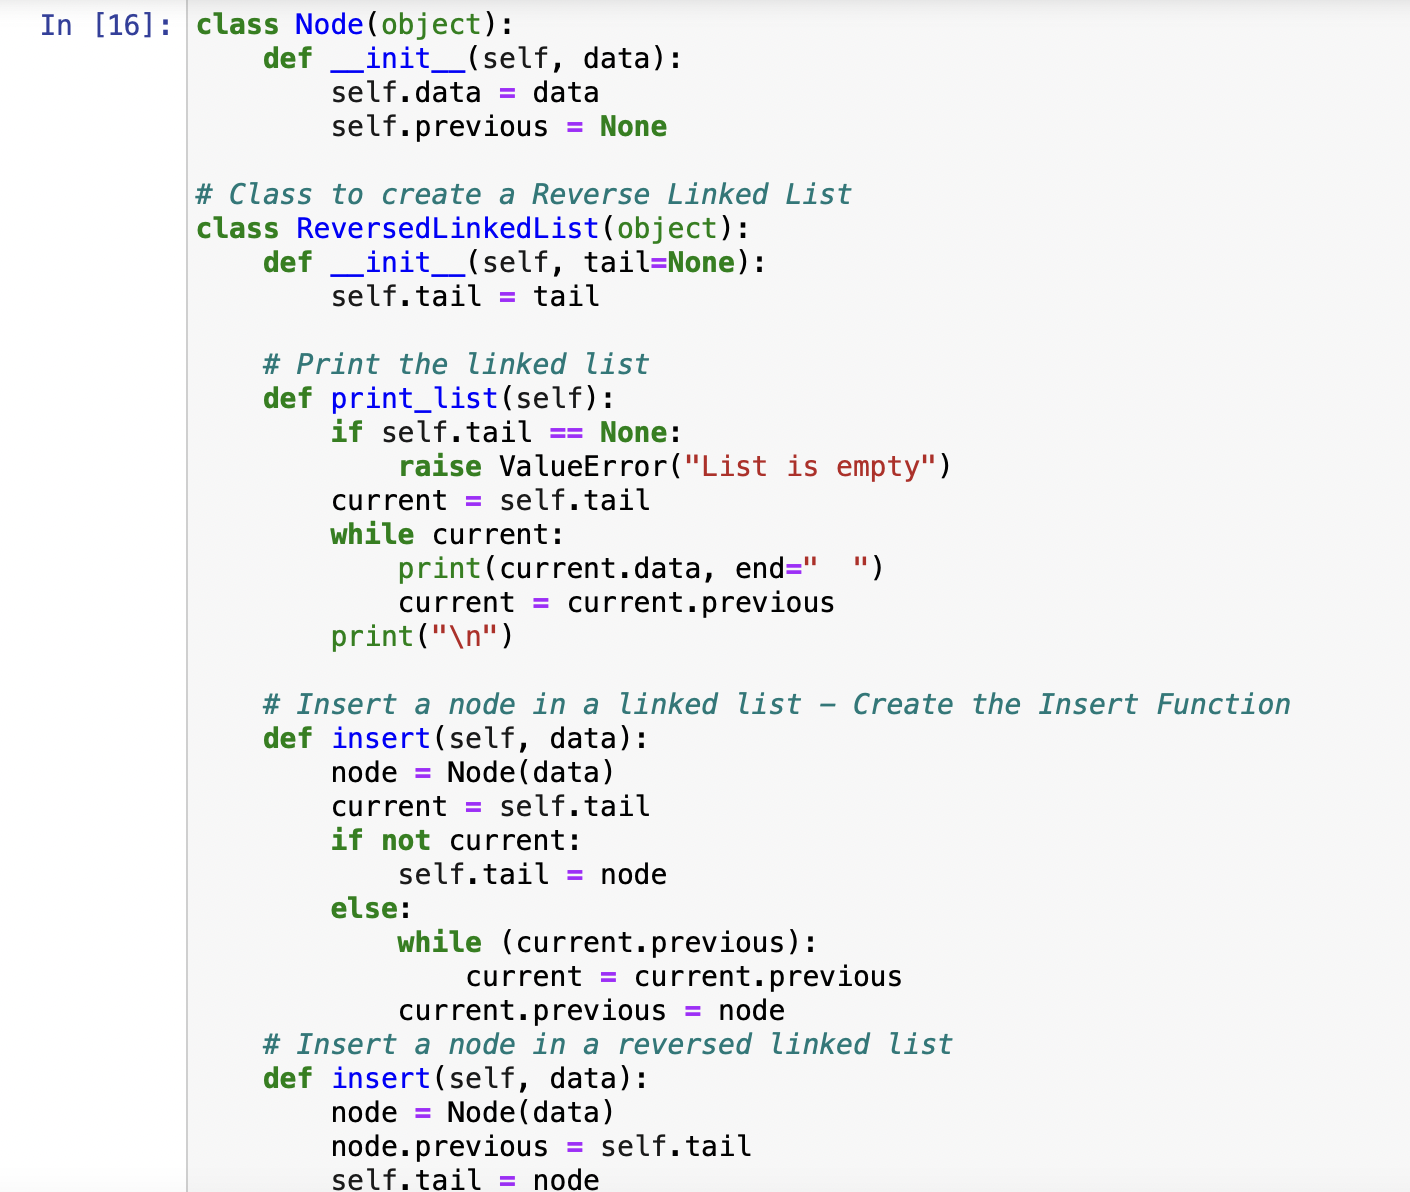 In [16]: class Node(object):
    def __init__(self, data):
        self.data = data
        self.previous = None

# Class to create a Reverse Linked List
class ReversedLinkedList(object):
    def __init__(self, tail=None):
        self.tail = tail

    # Print the linked list
    def print_list(self):
        if self.tail == None:
            raise ValueError("List is empty")
        current = self.tail
        while current:
            print(current.data, end="  ")
            current = current.previous
        print("\n")

    # Insert a node in a linked list – Create the Insert Function
    def insert(self, data):
        node = Node(data)
        current = self.tail
        if not current:
            self.tail = node
        else:
            while (current.previous):
                current = current.previous
            current.previous = node
    # Insert a node in a reversed linked list
    def insert(self, data):
        node = Node(data)
        node.previous = self.tail
        self.tail = node